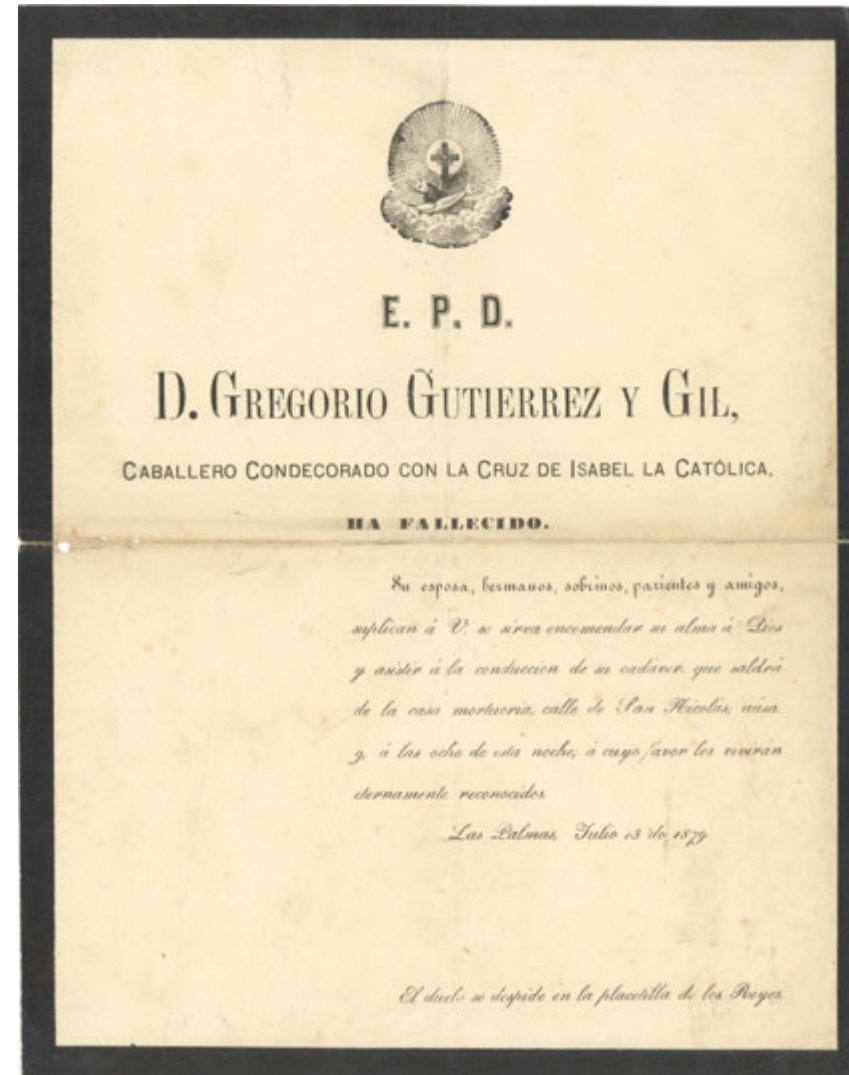 E. P. D.
D. GREGORIO GUTIERREZ Y GIL,
CABALLERO CONDECORADO CON LA CRUZ DE ISABEL LA CATÓLICA,
HA FALLECIDO.
Su esposa, hermanos, sobrinos, parientes y amigos,
suplican á V. se sirva encomendar su alma á Dios
y asistir á la conduccion de su cadáver, que saldrá
de la casa mortuoria, calle de San Nicolas, núm.
9, á las ocho de esta noche; á cuyo favor les vivirán
eternamente reconocidos.
Las Palmas, Julio 13 de 1879
El duelo se despide en la placetilla de los Reyes.